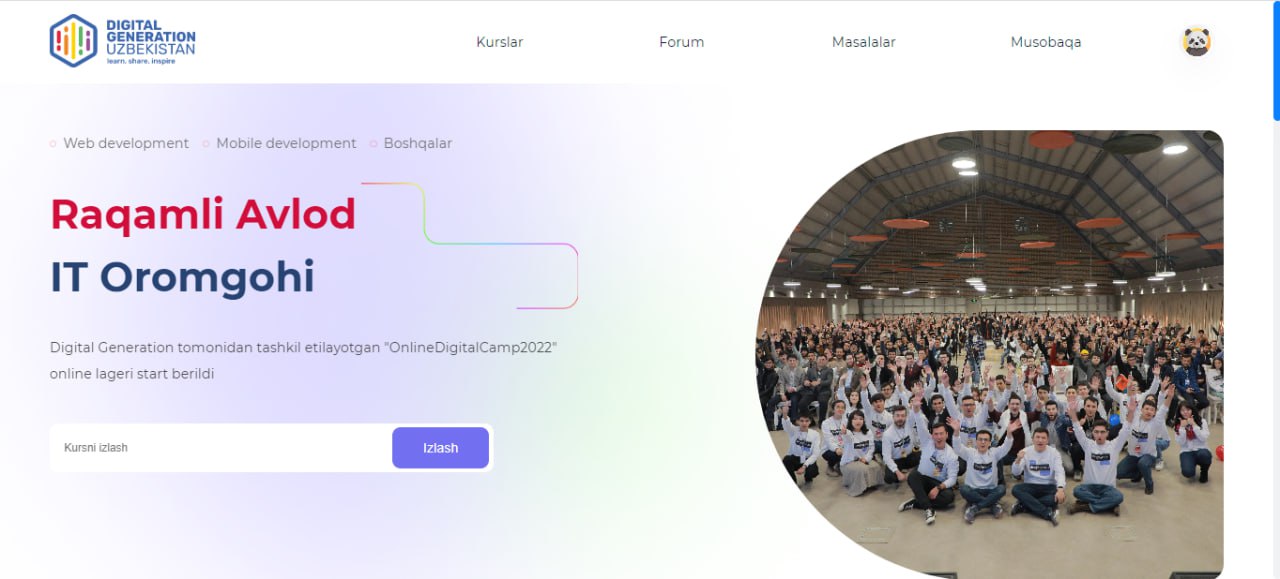 DIGITAL
GENERATION
UZBEKISTAN
learn. share. inspire
Kurslar
Forum
Masalalar
Musobaqa
Web development
Mobile development
Boshqalar
Raqamli Avlod
IT Oromgohi
Digital Generation tomonidan tashkil etilayotgan "OnlineDigitalCamp2022"
online lageri start berildi
Kursni izlash
Izlash